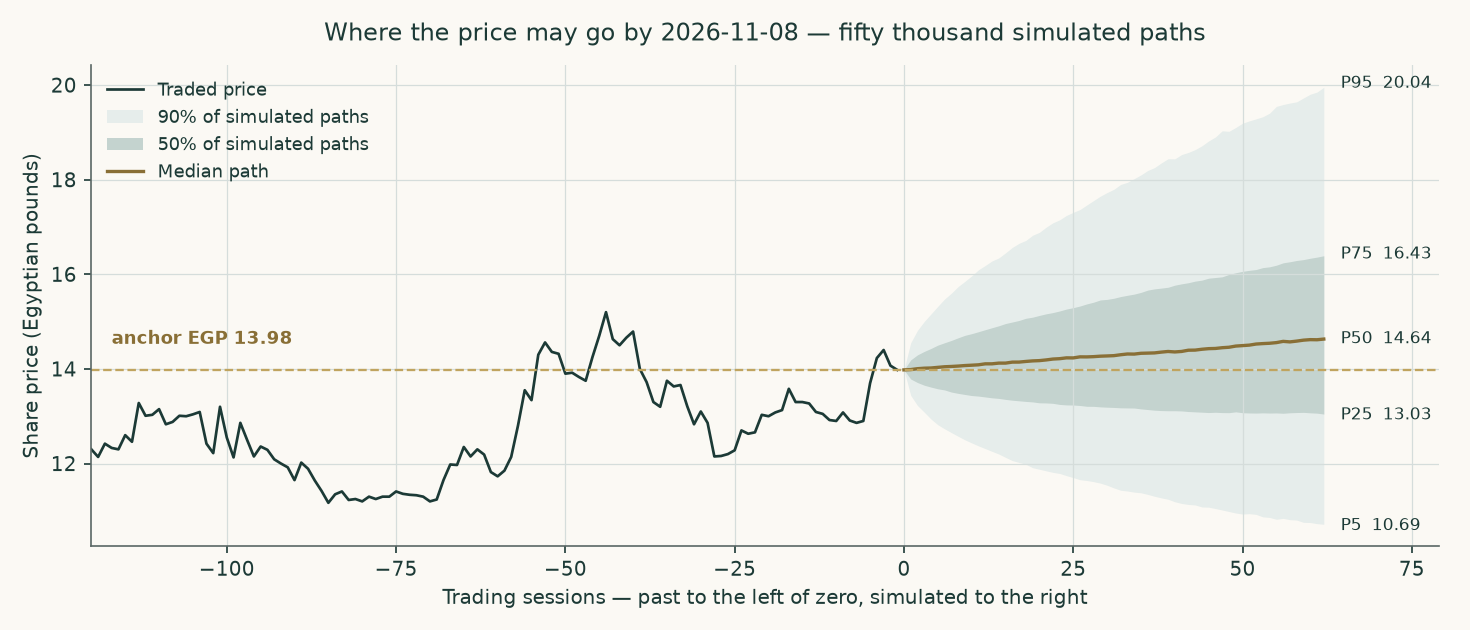 Where the price may go by 2026-11-08 — fifty thousand simulated paths
Share price (Egyptian pounds)
20
18
16
14
12
Traded price
90% of simulated paths
50% of simulated paths
Median path
anchor EGP 13.98
P95 20.04
P75 16.43
P50 14.64
P25 13.03
P5 10.69
−100 −75 −50 −25 0 25 50 75
Trading sessions — past to the left of zero, simulated to the right